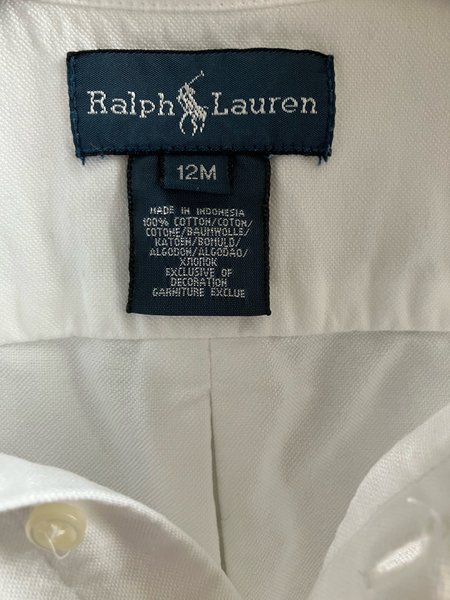 Ralph Lauren
12M
MADE IN INDONESIA
100% COTTON/COTON/
COTONE/BAUMWOLLE/
KATOEN/BOMULD/
ALGODON/ALGODÃO/
ХЛОПОК
EXCLUSIVE OF
DECORATION
GARNITURE EXCLUE